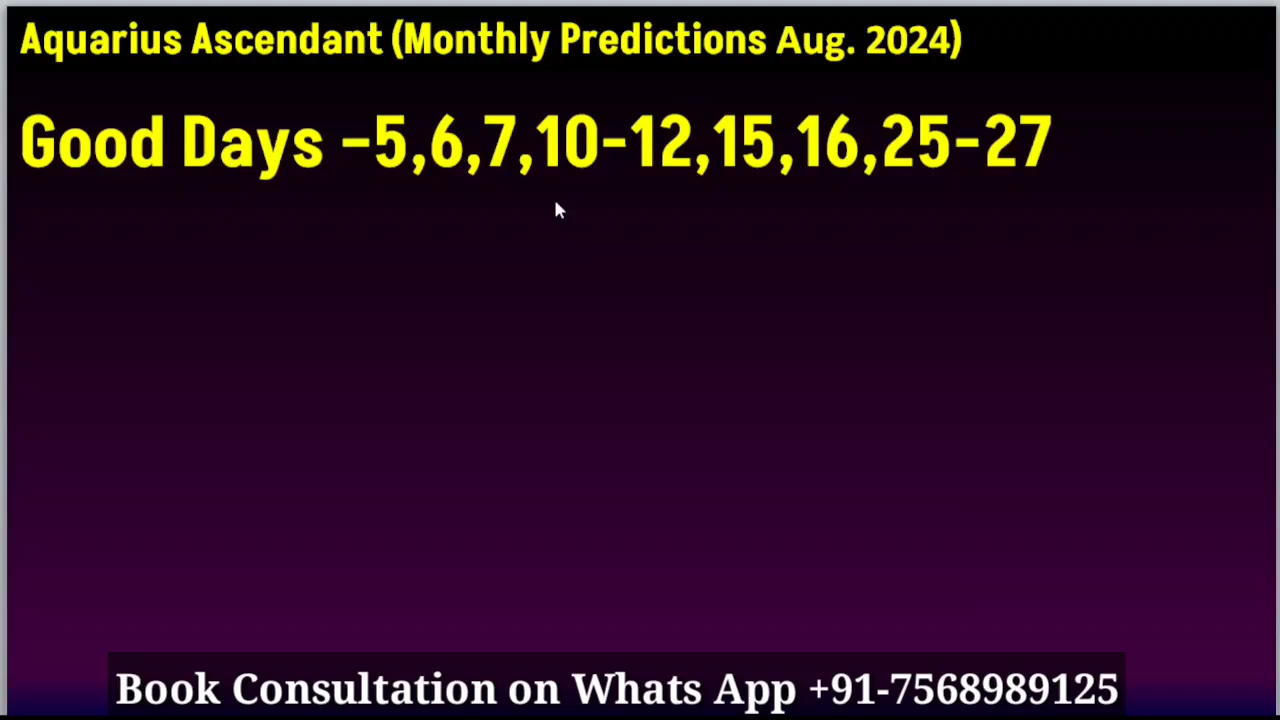 Aquarius Ascendant (Monthly Predictions Aug. 2024)
Good Days -5,6,7,10-12,15,16,25-27
Book Consultation on Whats App +91-7568989125